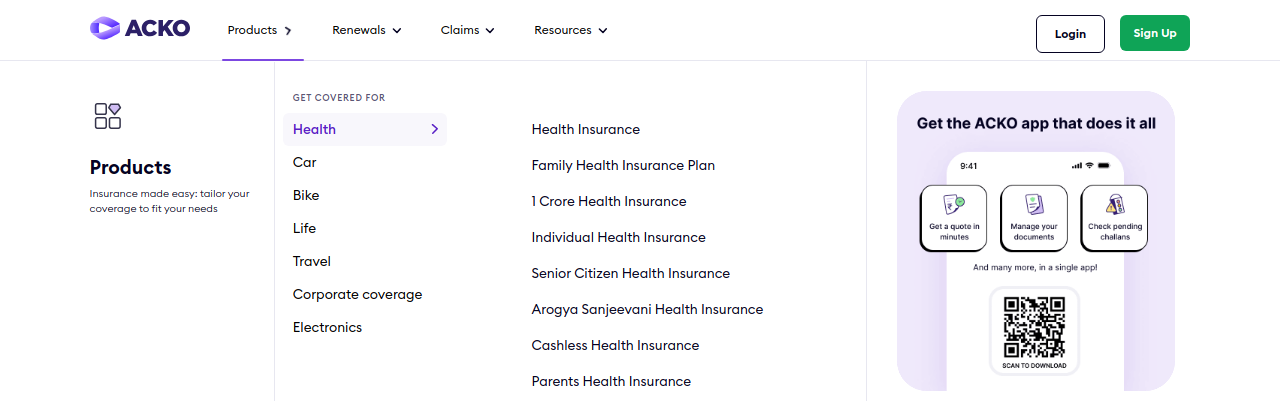 ACKO
Products
Renewals
Claims
Resources
Login
Sign Up
Products
Insurance made easy: tailor your
coverage to fit your needs
GET COVERED FOR
Health
Car
Bike
Life
Travel
Corporate coverage
Electronics
Health Insurance
Family Health Insurance Plan
1 Crore Health Insurance
Individual Health Insurance
Senior Citizen Health Insurance
Arogya Sanjeevani Health Insurance
Cashless Health Insurance
Parents Health Insurance
Get the ACKO app that does it all
9:41
Get a quote in
minutes
Manage your
documents
Check pending
challans
And many more, in a single app!
SCAN TO DOWNLOAD